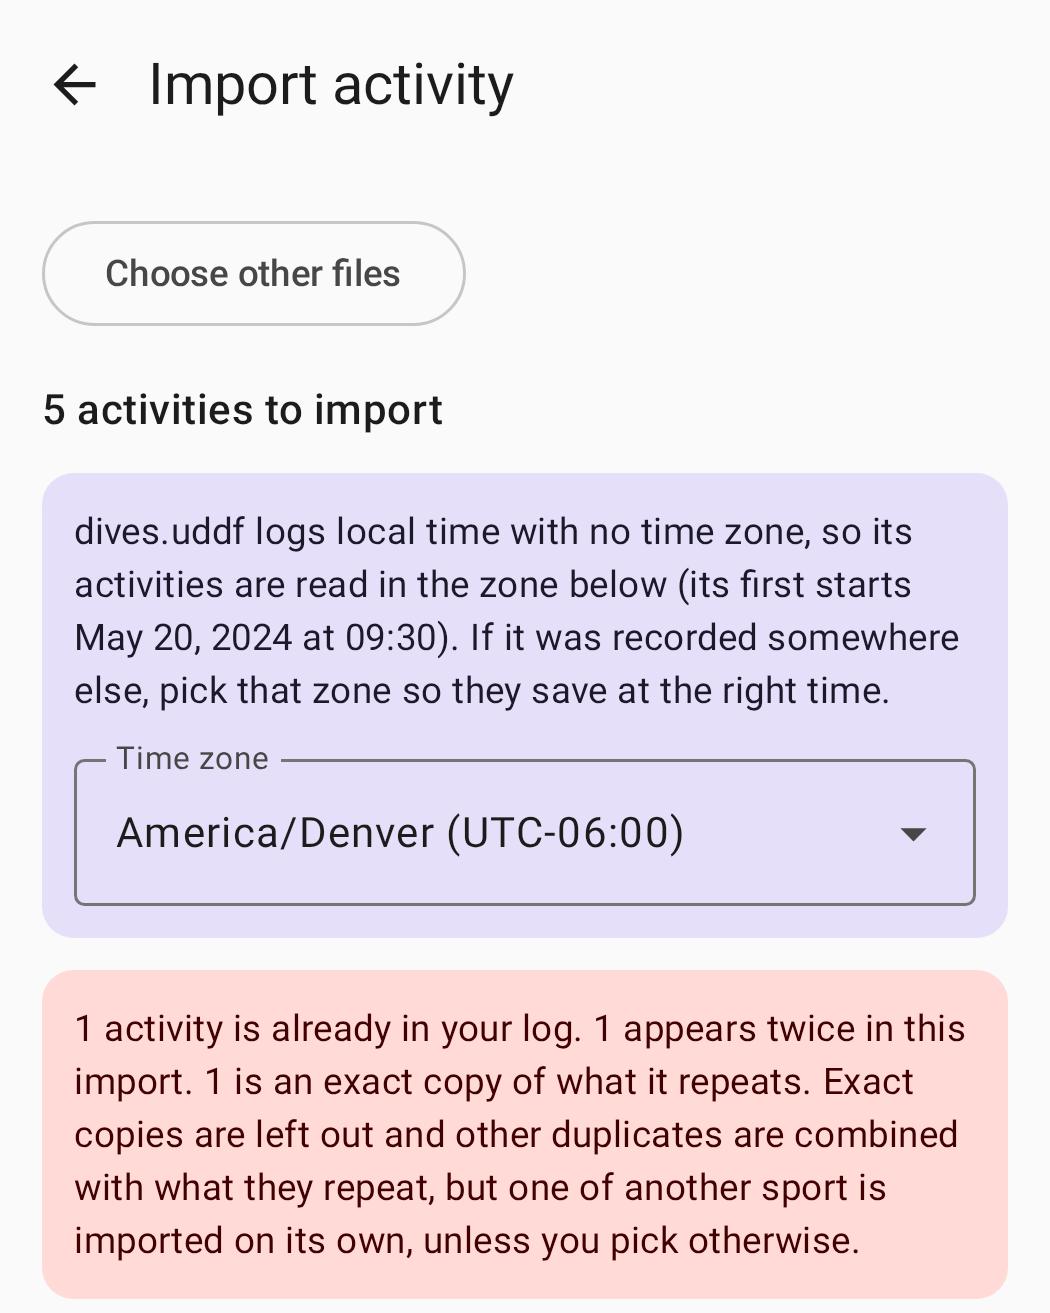 Import activity
Choose other files
5 activities to import
dives.uddf logs local time with no time zone, so its
activities are read in the zone below (its first starts
May 20, 2024 at 09:30). If it was recorded somewhere
else, pick that zone so they save at the right time.
Time zone
America/Denver (UTC-06:00)
1 activity is already in your log. 1 appears twice in this
import. 1 is an exact copy of what it repeats. Exact
copies are left out and other duplicates are combined
with what they repeat, but one of another sport is
imported on its own, unless you pick otherwise.